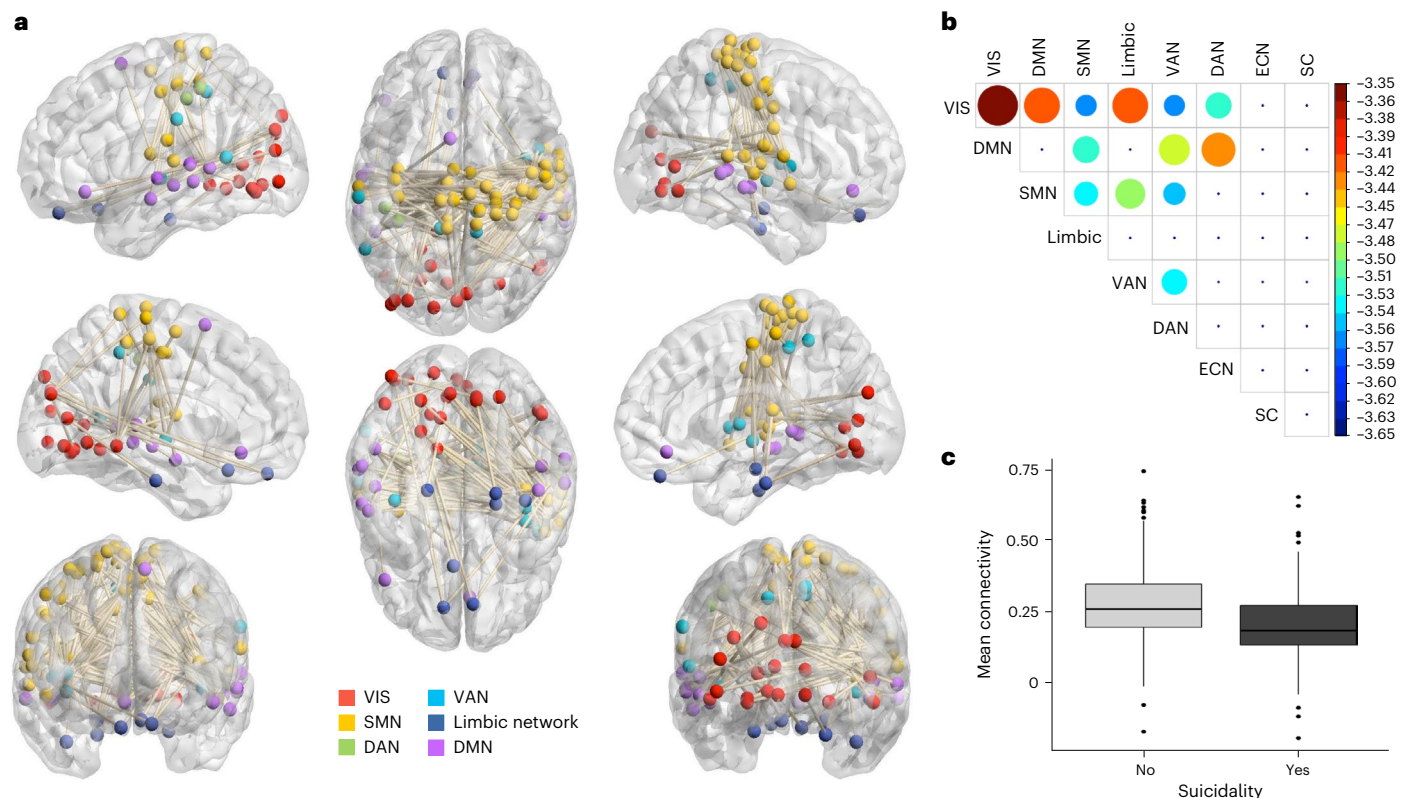 a
b
VIS DMN SMN Limbic VAN DAN ECN SC
VIS
DMN
SMN
Limbic
VAN
DAN
ECN
SC
–3.35
–3.36
–3.38
–3.39
–3.41
–3.42
–3.44
–3.45
–3.47
–3.48
–3.50
–3.51
–3.53
–3.54
–3.56
–3.57
–3.59
–3.60
–3.62
–3.63
–3.65
VIS VAN
SMN Limbic network
DAN DMN
c
Mean connectivity
0.75
0.50
0.25
0
No Yes
Suicidality